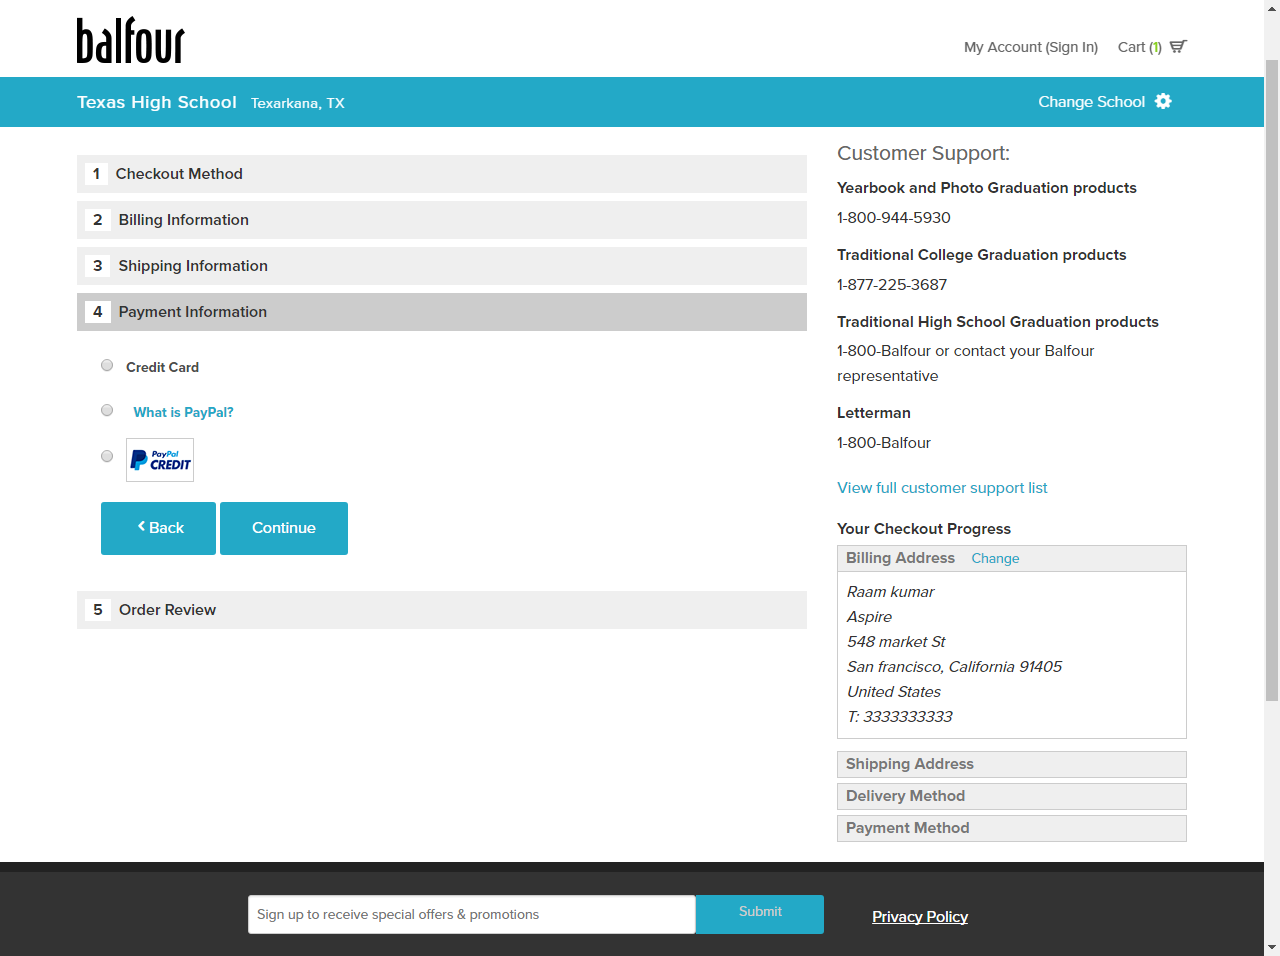 balfour
My Account (Sign In) Cart (1)
Texas High School Texarkana, TX
Change School
1 Checkout Method
2 Billing Information
3 Shipping Information
4 Payment Information
Credit Card
What is PayPal?
PayPal
CREDIT
Back
Continue
5 Order Review
Customer Support:
Yearbook and Photo Graduation products
1-800-944-5930
Traditional College Graduation products
1-877-225-3687
Traditional High School Graduation products
1-800-Balfour or contact your Balfour
representative
Letterman
1-800-Balfour
View full customer support list
Your Checkout Progress
Billing Address Change
Raam kumar
Aspire
548 market St
San francisco, California 91405
United States
T: 3333333333
Shipping Address
Delivery Method
Payment Method
Sign up to receive special offers & promotions
Submit
Privacy Policy